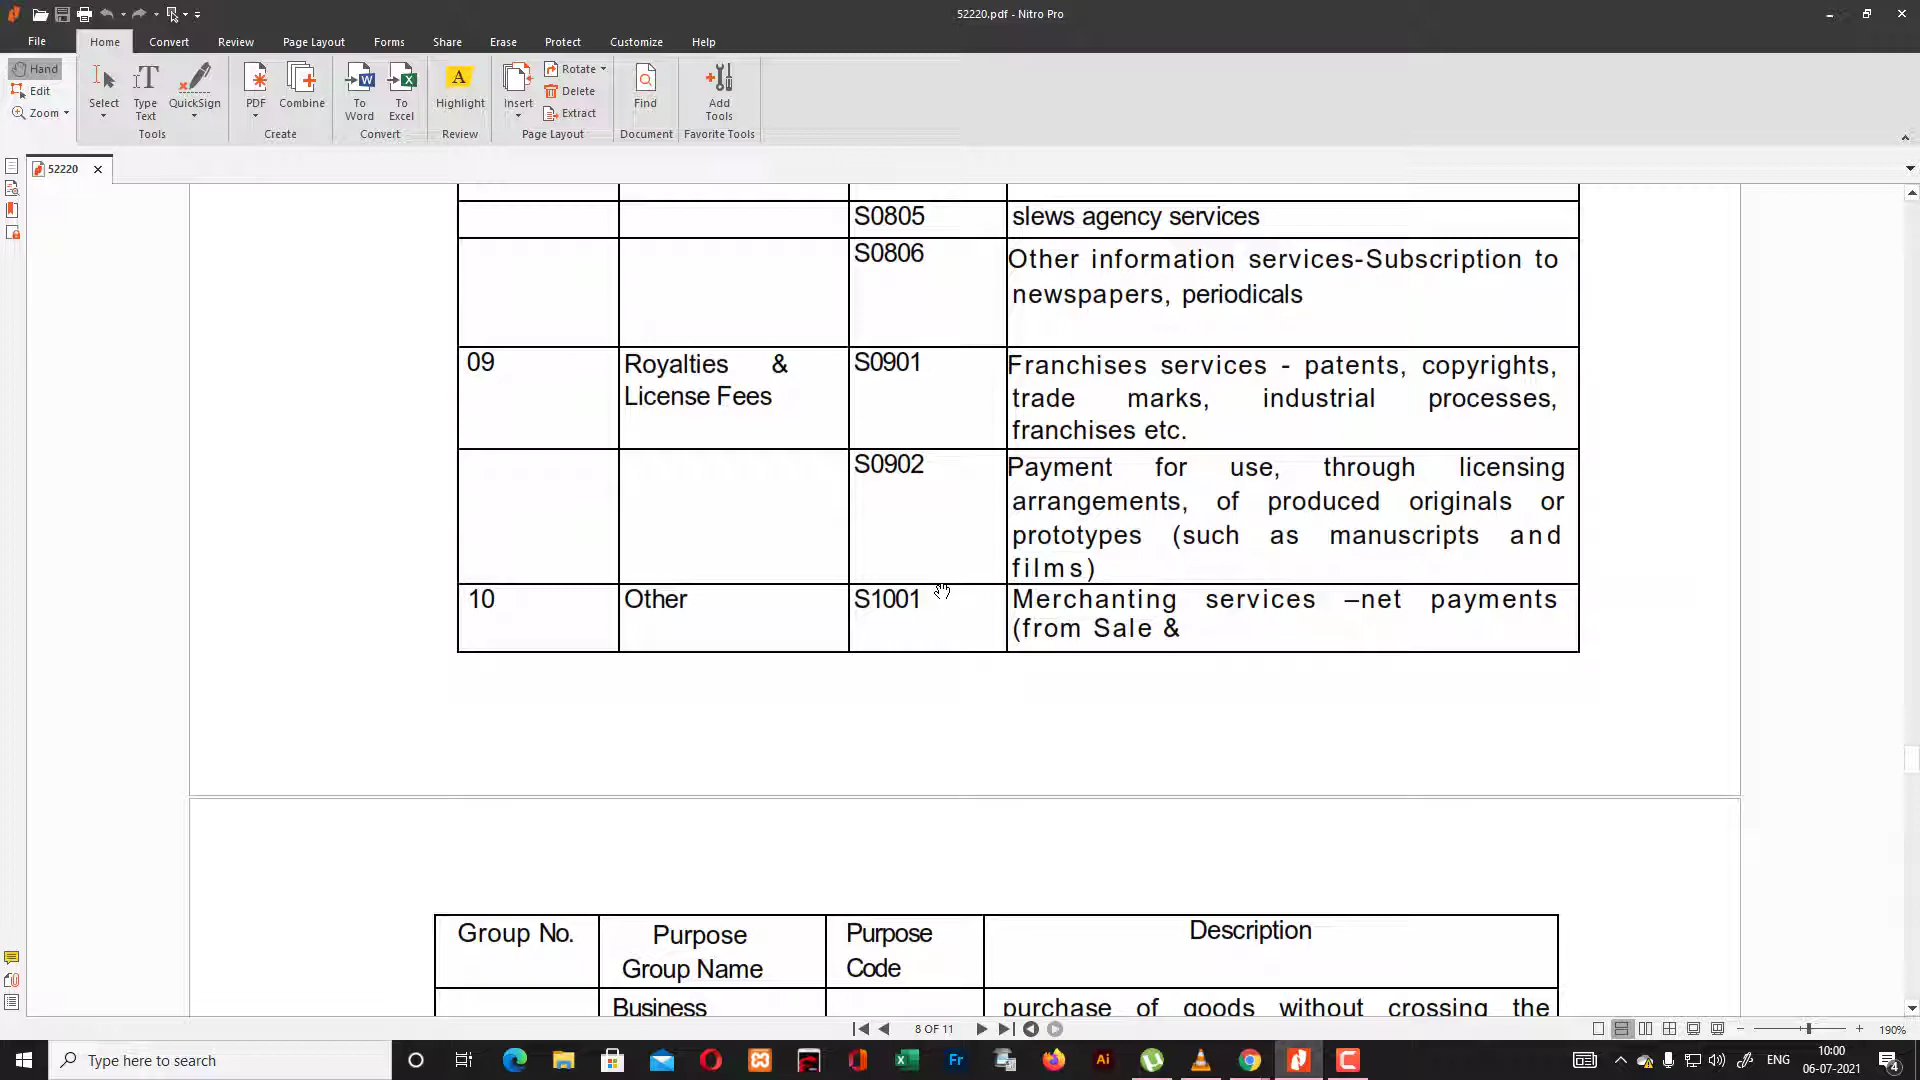 52220.pdf - Nitro Pro
File Home Convert Review Page Layout Forms Share Erase Protect Customize Help
Hand
Edit
Zoom
Select
Type
Text
QuickSign
Tools
PDF
Combine
Create
To
Word
To
Excel
Convert
Highlight
Review
Insert
Rotate
Delete
Extract
Page Layout
Find
Document
Add
Tools
Favorite Tools
52220
S0805 slews agency services
S0806 Other information services-Subscription to
newspapers, periodicals
09 Royalties & S0901 Franchises services - patents, copyrights,
License Fees trade marks, industrial processes,
franchises etc.
S0902 Payment for use, through licensing
arrangements, of produced originals or
prototypes (such as manuscripts and
films)
10 Other S1001 Merchanting services –net payments
(from Sale &
Group No. Purpose Purpose Description
Group Name Code
Business purchase of goods without crossing the
8 OF 11
190%
Type here to search
ENG
10:00
06-07-2021
4